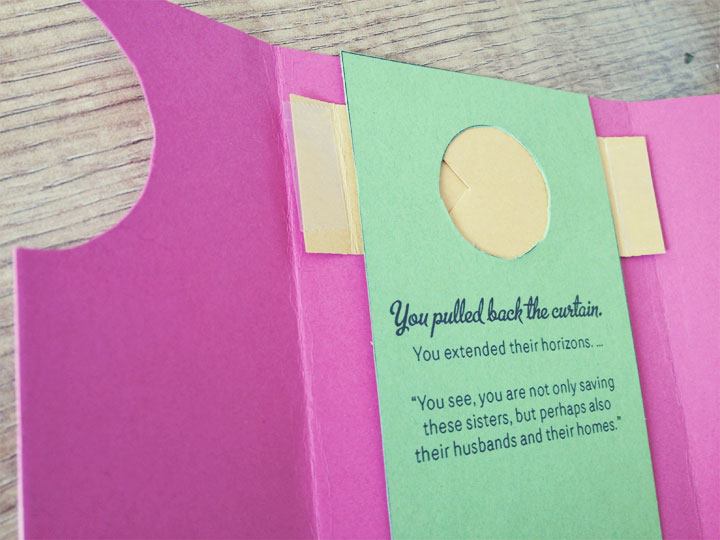 You pulled back the curtain.
You extended their horizons. ...
“You see, you are not only saving
these sisters, but perhaps also
their husbands and their homes.”